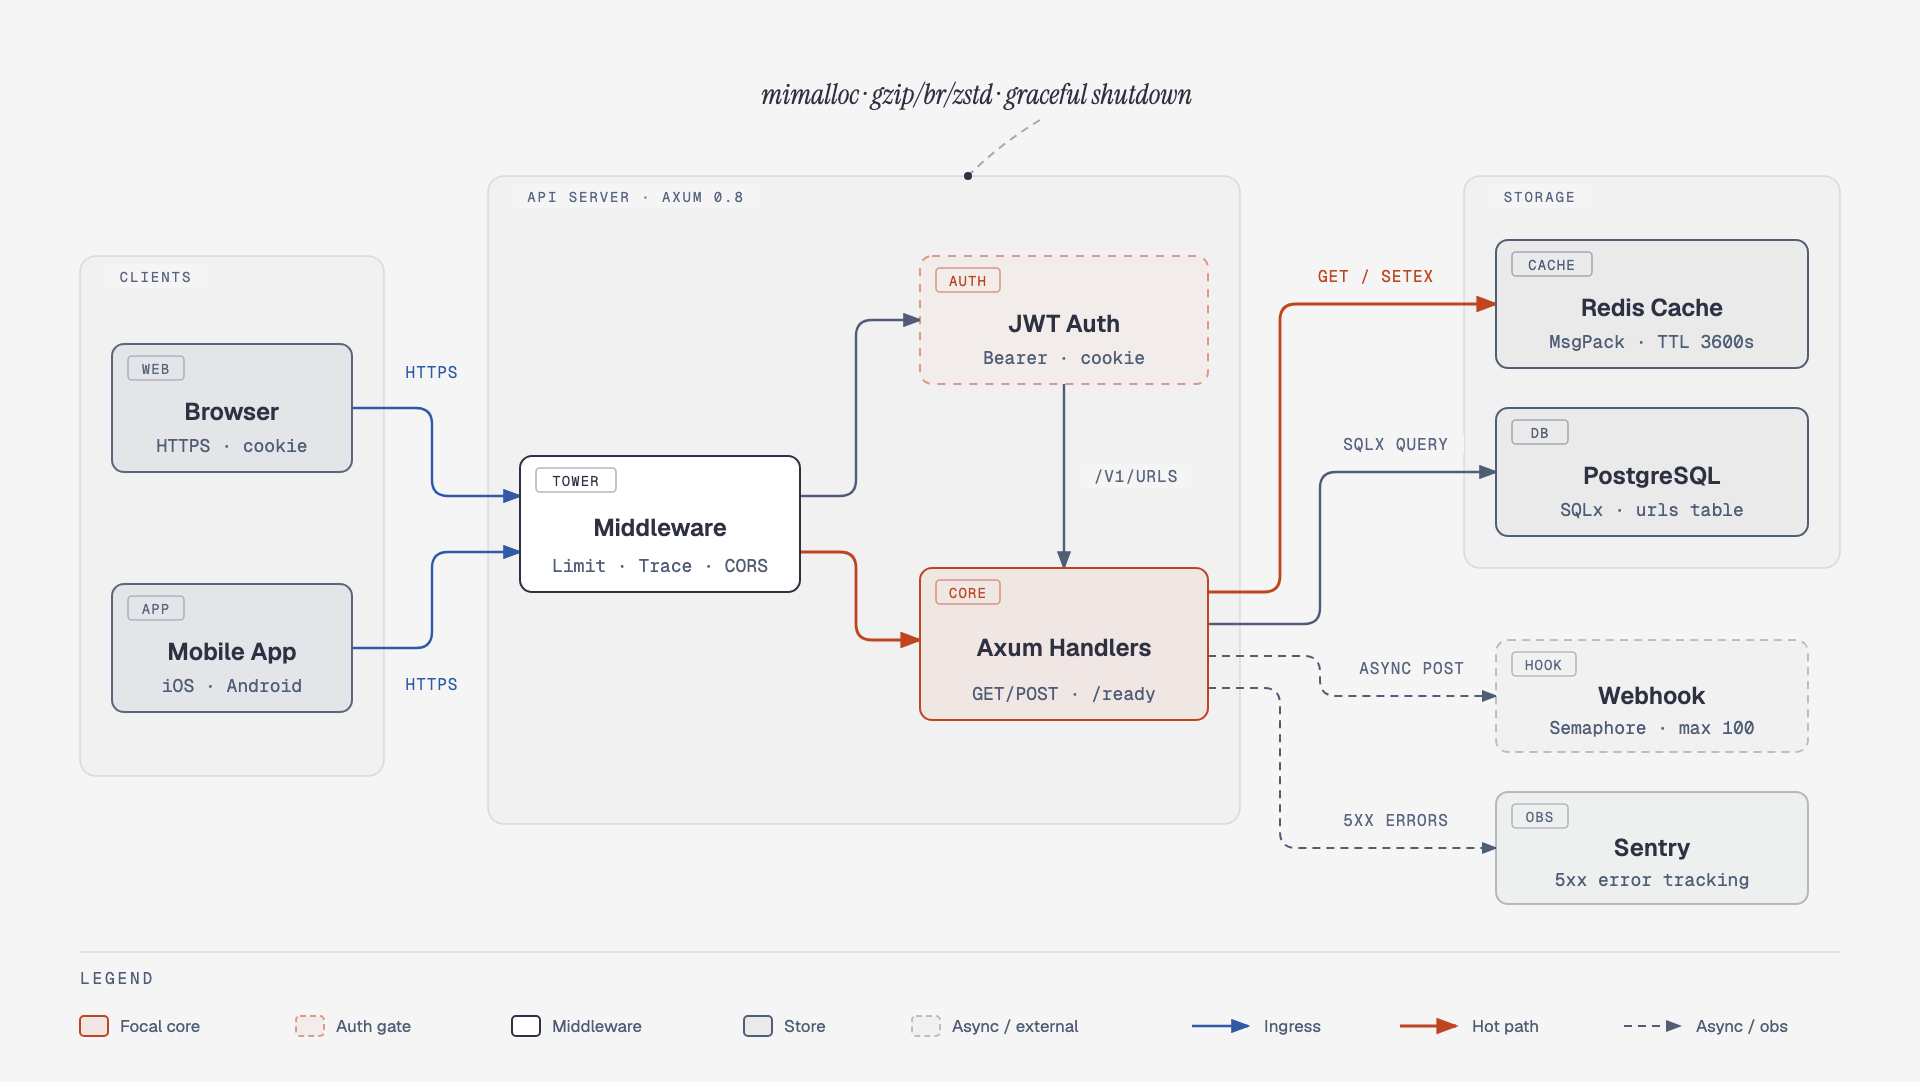 mimalloc · gzip/br/zstd · graceful shutdown
API SERVER · AXUM 0.8
STORAGE
CLIENTS
WEB
Browser
HTTPS · cookie
APP
Mobile App
iOS · Android
HTTPS
HTTPS
TOWER
Middleware
Limit · Trace · CORS
AUTH
JWT Auth
Bearer · cookie
/V1/URLS
CORE
Axum Handlers
GET/POST · /ready
GET / SETEX
SQLX QUERY
ASYNC POST
5XX ERRORS
CACHE
Redis Cache
MsgPack · TTL 3600s
DB
PostgreSQL
SQLx · urls table
HOOK
Webhook
Semaphore · max 100
OBS
Sentry
5xx error tracking
LEGEND
Focal core
Auth gate
Middleware
Store
Async / external
Ingress
Hot path
Async / obs